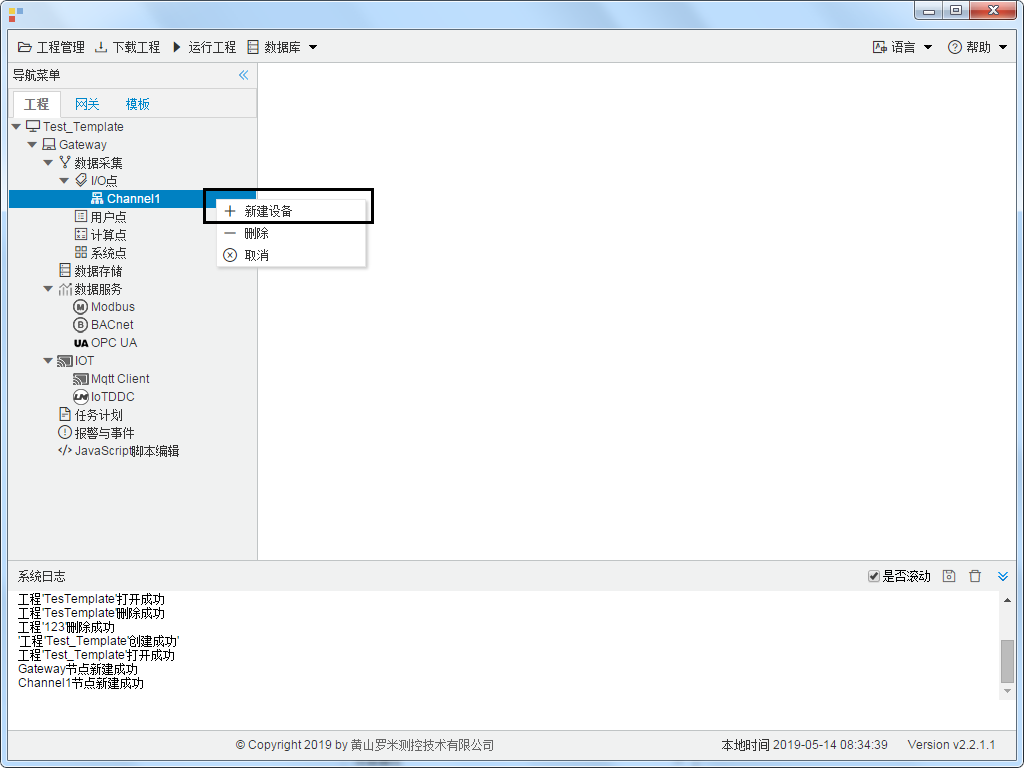 工程管理 下载工程 运行工程 数据库 语言 帮助
导航菜单
工程 网关 模板
Test_Template
Gateway
数据采集
I/O点
Channel1
新建设备
删除
取消
用户点
计算点
系统点
数据存储
数据服务
Modbus
BACnet
UA OPC UA
IOT
Mqtt Client
IoTDDC
任务计划
报警与事件
JavaScript脚本编辑
系统日志 是否滚动
工程'TesTemplate'打开成功
工程'TesTemplate'删除成功
工程'123'删除成功
'工程'Test_Template'创建成功'
工程'Test_Template'打开成功
Gateway节点新建成功
Channel1节点新建成功
© Copyright 2019 by 黄山罗米测控技术有限公司 本地时间 2019-05-14 08:34:39 Version v2.2.1.1